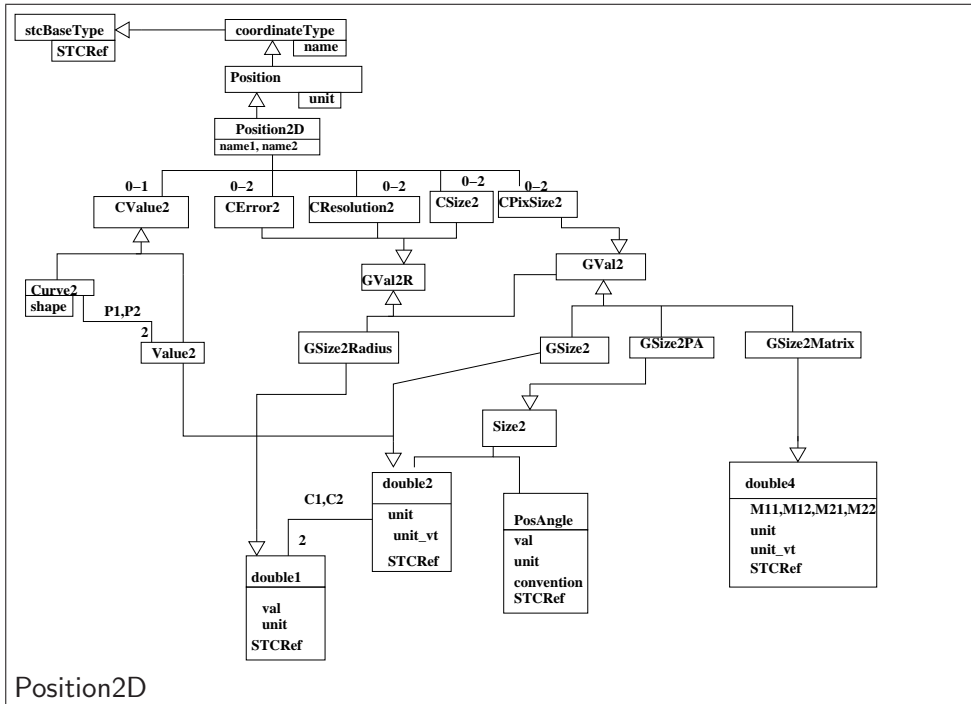 stcBaseType
coordinateType
STCRef
name
Position
unit
Position2D
name1, name2
0–1
0–2
0–2
0–2
0–2
CValue2
CError2
CResolution2
CSize2
CPixSize2
GVal2R
GVal2
Curve2
shape
P1,P2
2
Value2
GSize2Radius
GSize2
GSize2PA
GSize2Matrix
Size2
double2
unit
unit_vt
STCRef
C1,C2
2
PosAngle
val
unit
convention
STCRef
double4
M11,M12,M21,M22
unit
unit_vt
STCRef
double1
val
unit
STCRef
Position2D